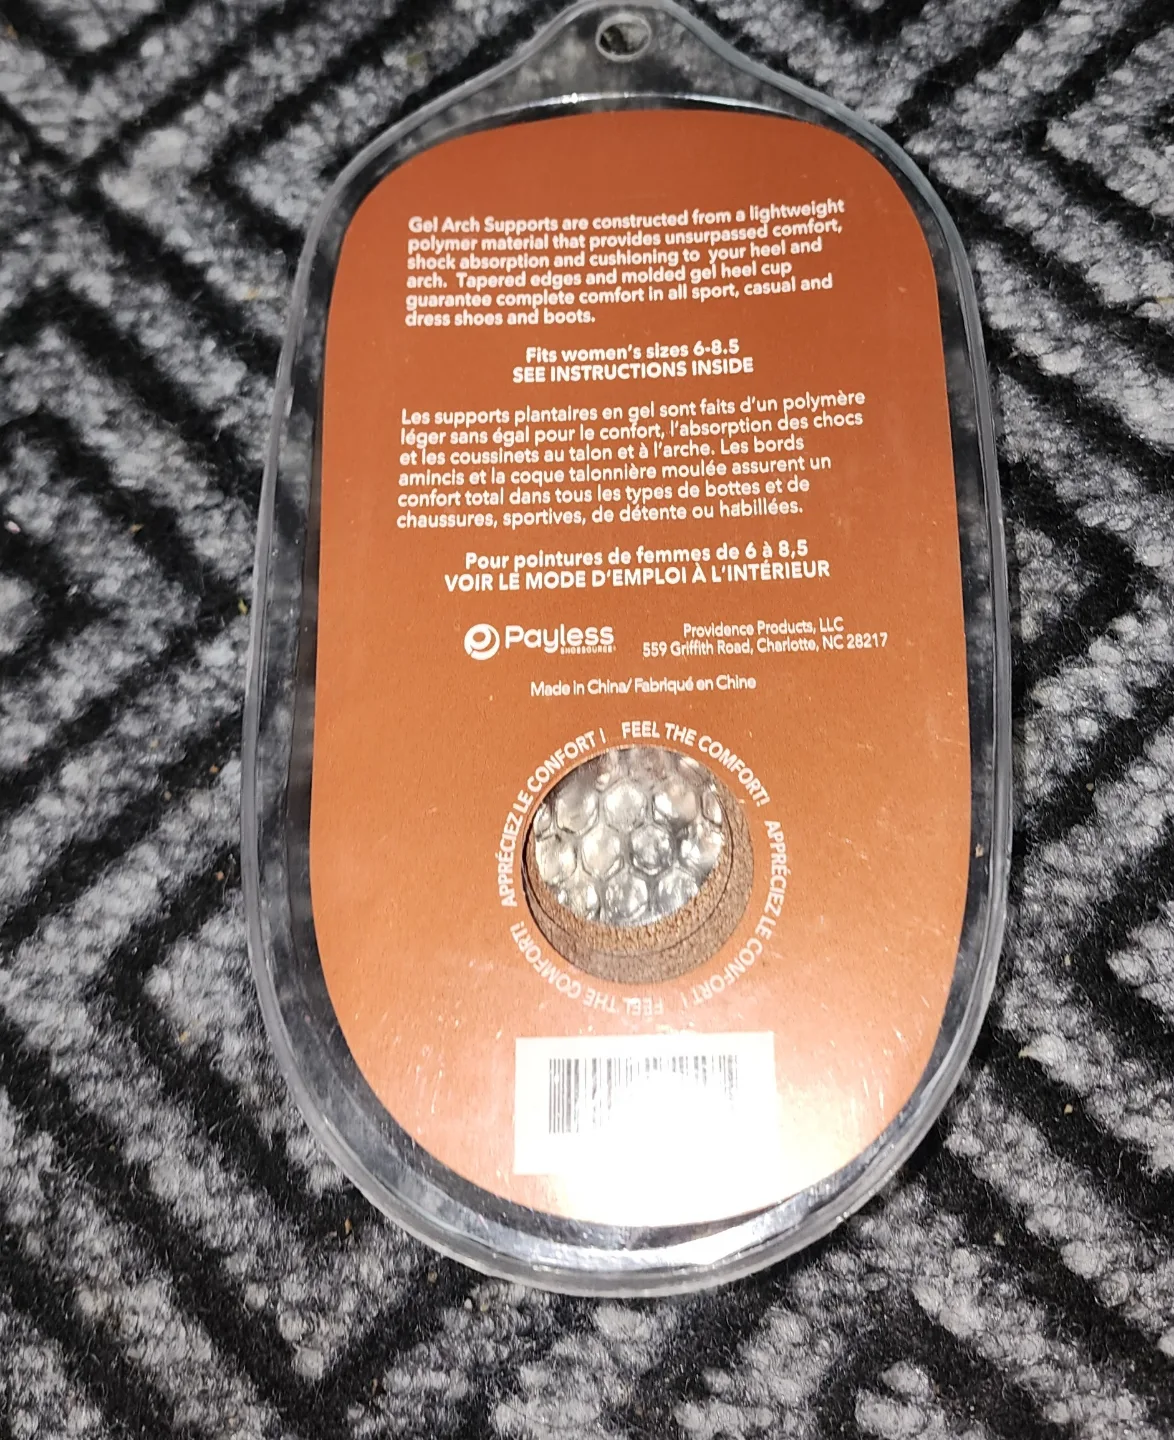 Gel Arch Supports are constructed from a lightweight
polymer material that provides unsurpassed comfort,
shock absorption and cushioning to your heel and
arch. Tapered edges and molded gel heel cup
guarantee complete comfort in all sport, casual and
dress shoes and boots.
Fits women's sizes 6-8.5
SEE INSTRUCTIONS INSIDE
Les supports plantaires en gel sont faits d'un polymère
léger sans égal pour le confort, l'absorption des chocs
et les coussinets au talon et à l'arche. Les bords
amincis et la coque talonnière moulée assurent un
confort total dans tous les types de bottes et de
chaussures, sportives, de détente ou habillées.
Pour pointures de femmes de 6 à 8,5
VOIR LE MODE D'EMPLOI À L'INTÉRIEUR
Payless
SHOESOURCE
Providence Products, LLC
559 Griffith Road, Charlotte, NC 28217
Made in China/ Fabriqué en Chine
FEEL THE COMFORT!
APPRÉCIEZ LE CONFORT !
FEEL THE COMFORT!
APPRÉCIEZ LE CONFORT !